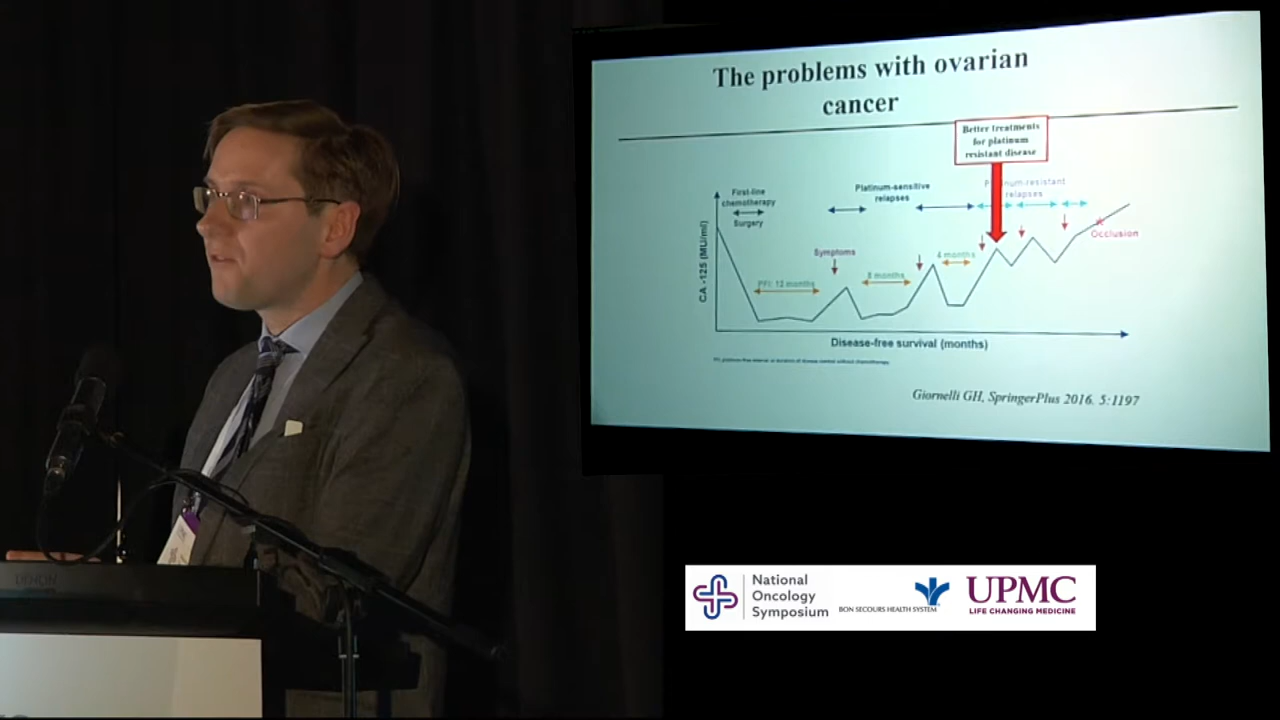 The problems with ovarian
cancer
Better treatments
for platinum
resistant disease
First-line
chemotherapy
Surgery
Platinum-sensitive
relapses
relapses
Symptoms
PFI: 12 months
8 months
4 months
Occlusion
CA -125 (MU/ml)
Disease-free survival (months)
Giornelli GH, SpringerPlus 2016. 5:1197
DENON
National
Oncology
Symposium
BON SECOURS HEALTH SYSTEM
UPMC
LIFE CHANGING MEDICINE